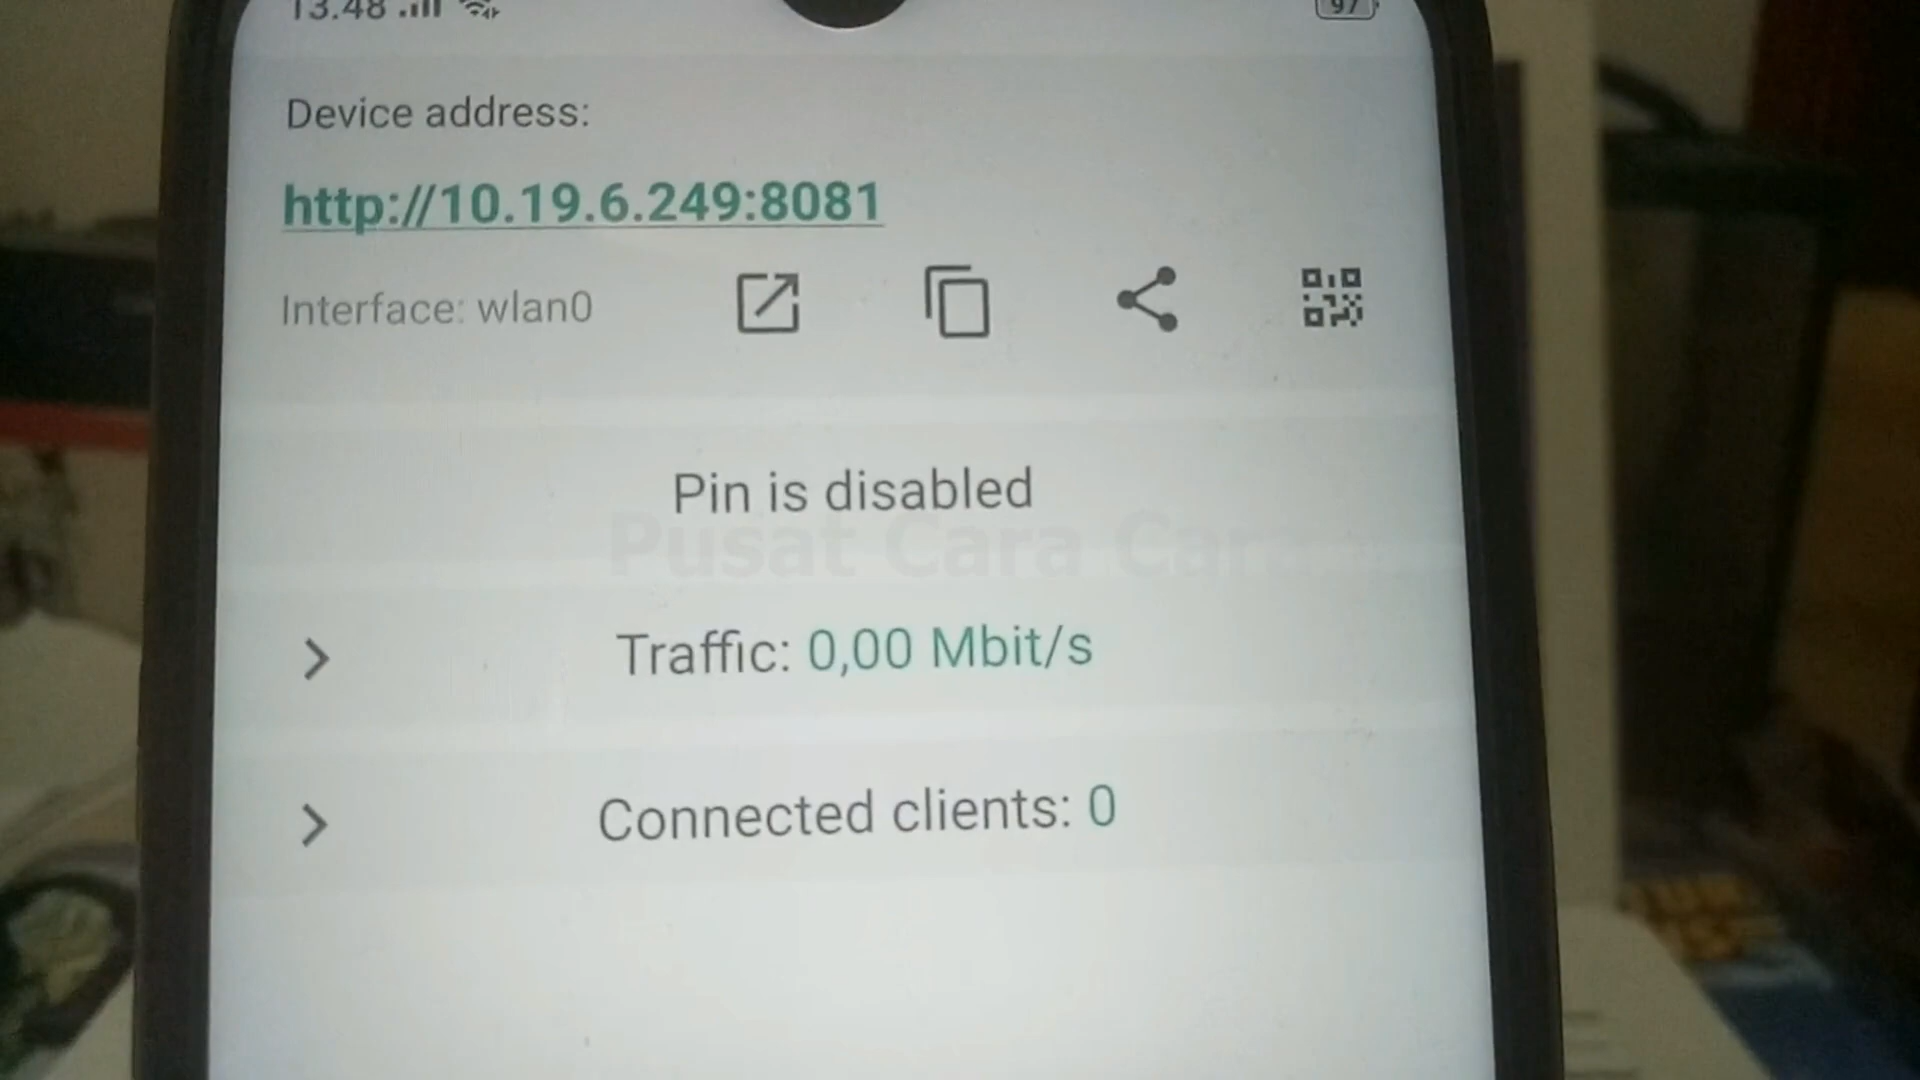 13.48
97
Device address:
http://10.19.6.249:8081
Interface: wlan0
Pin is disabled
Pusat Cara Cara
Traffic: 0,00 Mbit/s
Connected clients: 0